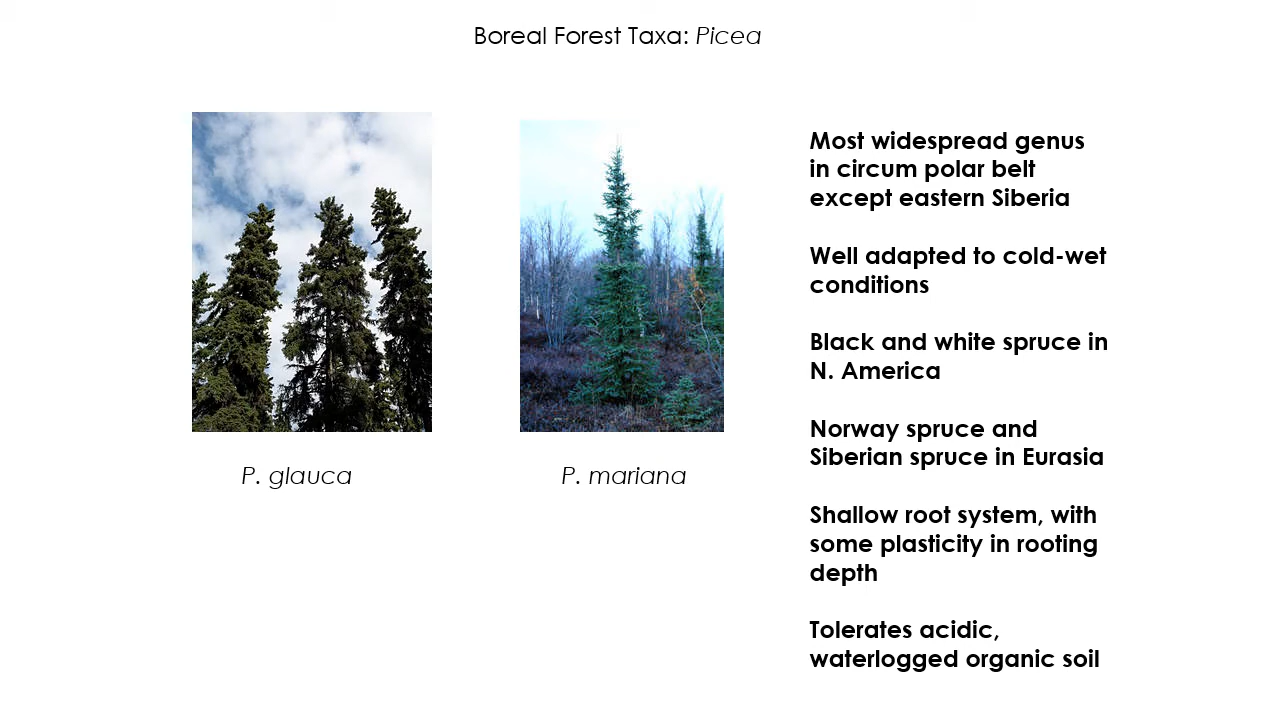 Boreal Forest Taxa: Picea
Most widespread genus
in circum polar belt
except eastern Siberia
Well adapted to cold-wet
conditions
Black and white spruce in
N. America
Norway spruce and
Siberian spruce in Eurasia
Shallow root system, with
some plasticity in rooting
depth
Tolerates acidic,
waterlogged organic soil
P. glauca
P. mariana